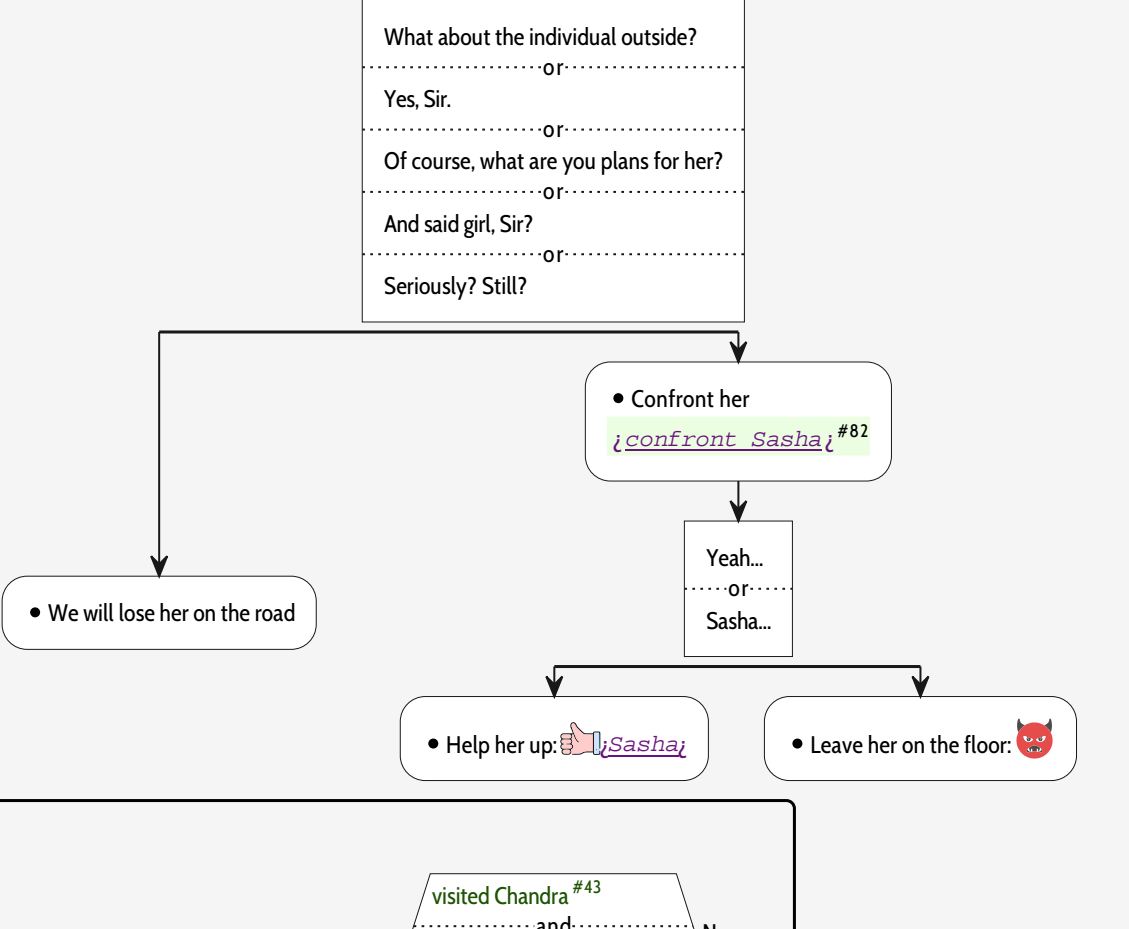 What about the individual outside?
or
Yes, Sir.
or
Of course, what are you plans for her?
or
And said girl, Sir?
or
Seriously? Still?
• Confront her
¿confront Sasha¿ #82
Yeah...
or
Sasha...
• We will lose her on the road
• Help her up: ¿Sasha¿
• Leave her on the floor:
visited Chandra #43
and